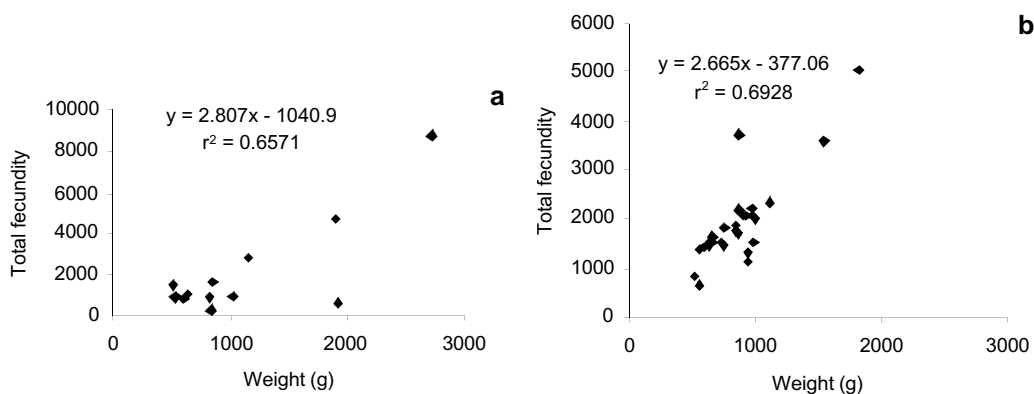 a
y = 2.807x - 1040.9
r² = 0.6571
Total fecundity
10000
8000
6000
4000
2000
0
0 1000 2000 3000
Weight (g)
b
y = 2.665x - 377.06
r² = 0.6928
Total fecundity
6000
5000
4000
3000
2000
1000
0
0 1000 2000 3000
Weight (g)